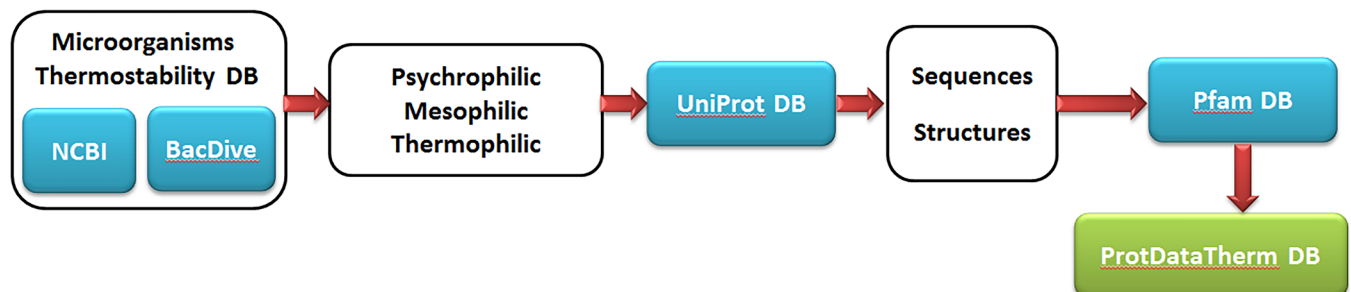 Microorganisms
Thermostability DB
NCBI
BacDive
Psychrophilic
Mesophilic
Thermophilic
UniProt DB
Sequences
Structures
Pfam DB
ProtDataTherm DB